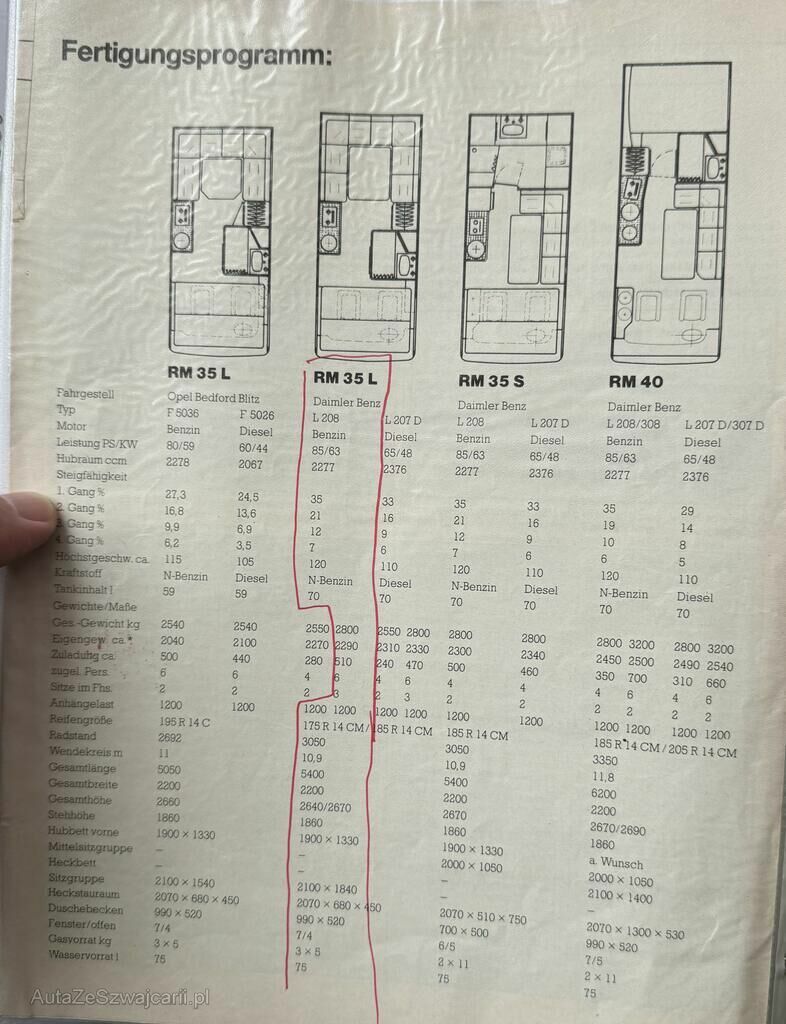 Fertigungsprogramm:
RM 35 L RM 35 L RM 35 S RM 40
Fahrgestell Opel Bedford Blitz Daimler Benz Daimler Benz Daimler Benz
Typ F 5036 F 5026 L 208 L 207 D L 208 L 207 D L 208/308 L 207 D/307 D
Motor Benzin Diesel Benzin Diesel Benzin Diesel Benzin Diesel
Leistung PS/KW 80/59 60/44 85/63 65/48 85/63 65/48 85/63 65/48
Hubraum ccm 2278 2067 2277 2376 2277 2376 2277 2376
Steigfähigkeit
1. Gang % 27,3 24,5 35 33 35 33 35 29
2. Gang % 16,8 13,6 21 16 21 16 19 14
3. Gang % 9,9 6,9 12 9 12 9 10 8
4. Gang % 6,2 3,5 7 6 7 6 6 5
Höchstgeschw. ca. 115 105 120 110 120 110 120 110
Kraftstoff N-Benzin Diesel N-Benzin Diesel N-Benzin Diesel N-Benzin Diesel
Tankinhalt l 59 59 70 70 70 70 70 70
Gewichte/Maße
Ges.-Gewicht kg 2540 2540 2550 2800 2550 2800 2800 2800 2800 3200 2800 3200
Eigengew. ca.* 2040 2100 2270 2290 2310 2330 2300 2340 2450 2500 2490 2540
Zuladung ca. 500 440 280 510 240 470 500 460 350 700 310 660
zugel. Pers. 6 6 4 6 4 6 4 4 4 6 4 6
Sitze im Fhs. 2 2 2 3 2 3 2 2 2 2 2 2
Anhängelast 1200 1200 1200 1200 1200 1200 1200 1200 1200 1200 1200 1200
Reifengröße 195 R 14 C 175 R 14 CM / 185 R 14 CM 185 R 14 CM 185 R 14 CM / 205 R 14 CM
Radstand 2692 3050 3050 3350
Wendekreis m 11 10,9 10,9 11,8
Gesamtlänge 5050 5400 5400 6200
Gesamtbreite 2200 2200 2200 2200
Gesamthöhe 2660 2640/2670 2670 2670/2690
Stehhöhe 1860 1860 1860 1860
Hubbett vorne 1900 × 1330 1900 × 1330 1900 × 1330 a. Wunsch
Mittelsitzgruppe – – 2000 × 1050 2000 × 1050
Heckbett – – – 2100 × 1400
Sitzgruppe 2100 × 1540 2100 × 1840 – –
Heckstauraum 2070 × 680 × 450 2070 × 680 × 450 2070 × 510 × 750 2070 × 1300 × 530
Duschebecken 990 × 520 990 × 520 700 × 500 990 × 520
Fenster/offen 7/4 7/4 6/5 7/5
Gasvorrat kg 3 × 5 3 × 5 2 × 11 2 × 11
Wasservorrat l 75 75 75 75
AutaZeSzwajcarii.pl